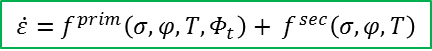 ε̇ = f^prim(σ, φ, T, Φ_t) + f^sec(σ, φ, T)